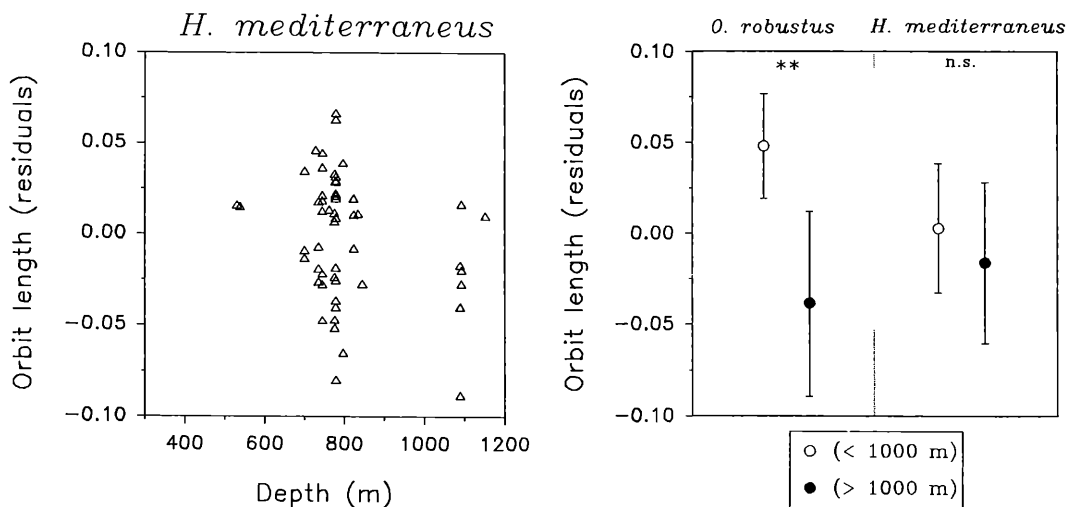 H. mediterraneus
Orbit length (residuals)
0.10
0.05
0.00
−0.05
−0.10
400 600 800 1000 1200
Depth (m)
O. robustus H. mediterraneus
** n.s.
Orbit length (residuals)
0.10
0.05
0.00
−0.05
−0.10
(< 1000 m)
(> 1000 m)